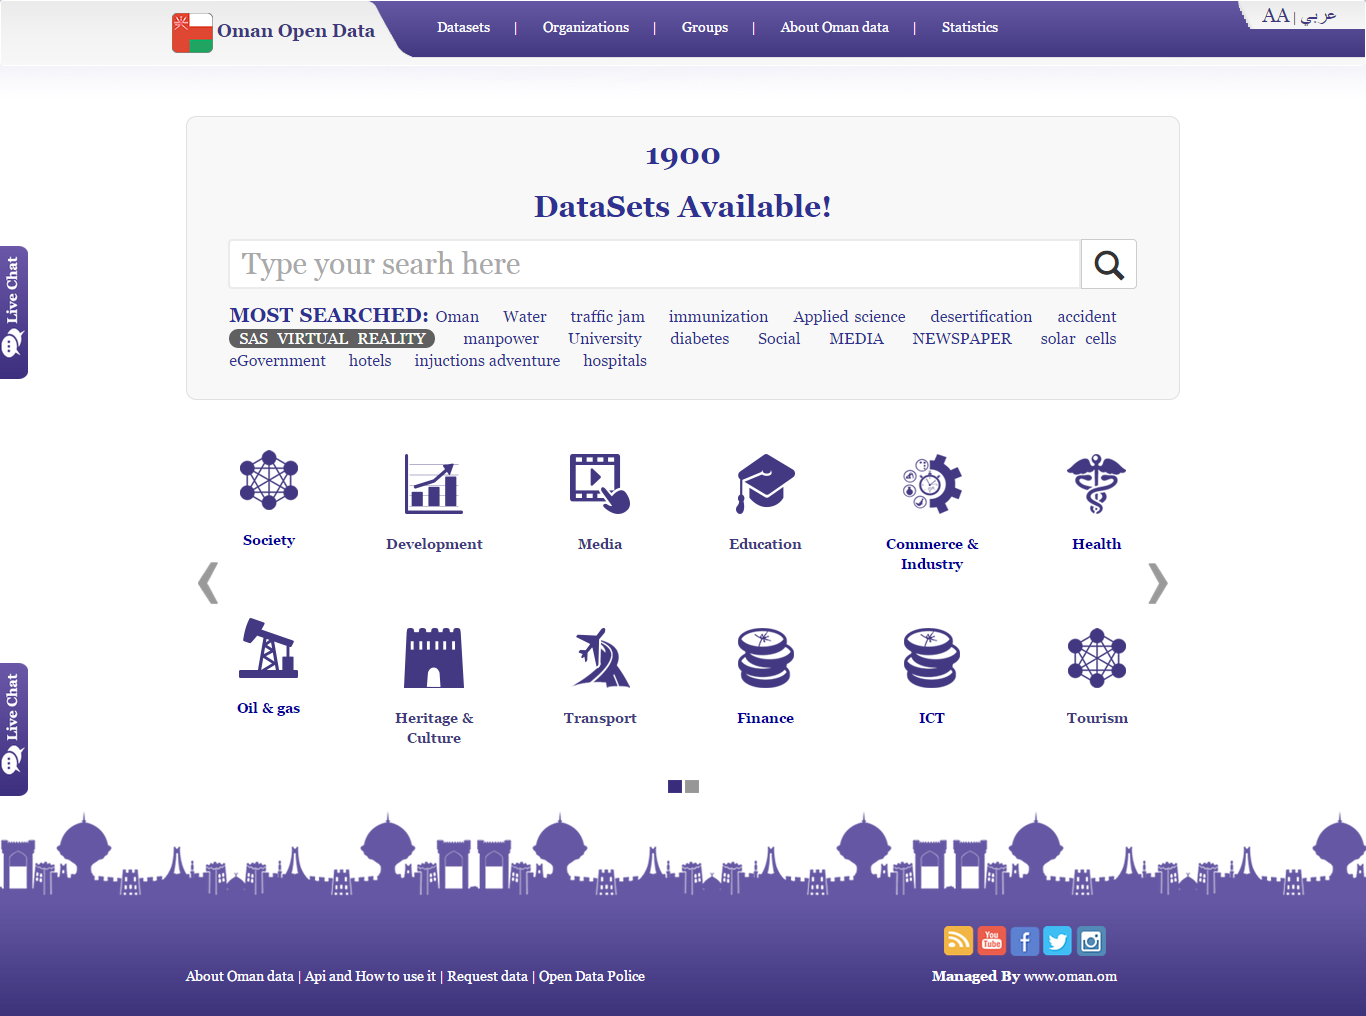 Oman Open Data
Datasets | Organizations | Groups | About Oman data | Statistics
AA | عربي
1900
DataSets Available!
Type your searh here
MOST SEARCHED: Oman Water traffic jam immunization Applied science desertification accident
SAS VIRTUAL REALITY manpower University diabetes Social MEDIA NEWSPAPER solar cells
eGovernment hotels injuctions adventure hospitals
Live Chat
Society
Development
Media
Education
Commerce &
Industry
Health
Oil & gas
Heritage &
Culture
Transport
Finance
ICT
Tourism
Live Chat
You
Tube
f
About Oman data | Api and How to use it | Request data | Open Data Police
Managed By www.oman.om